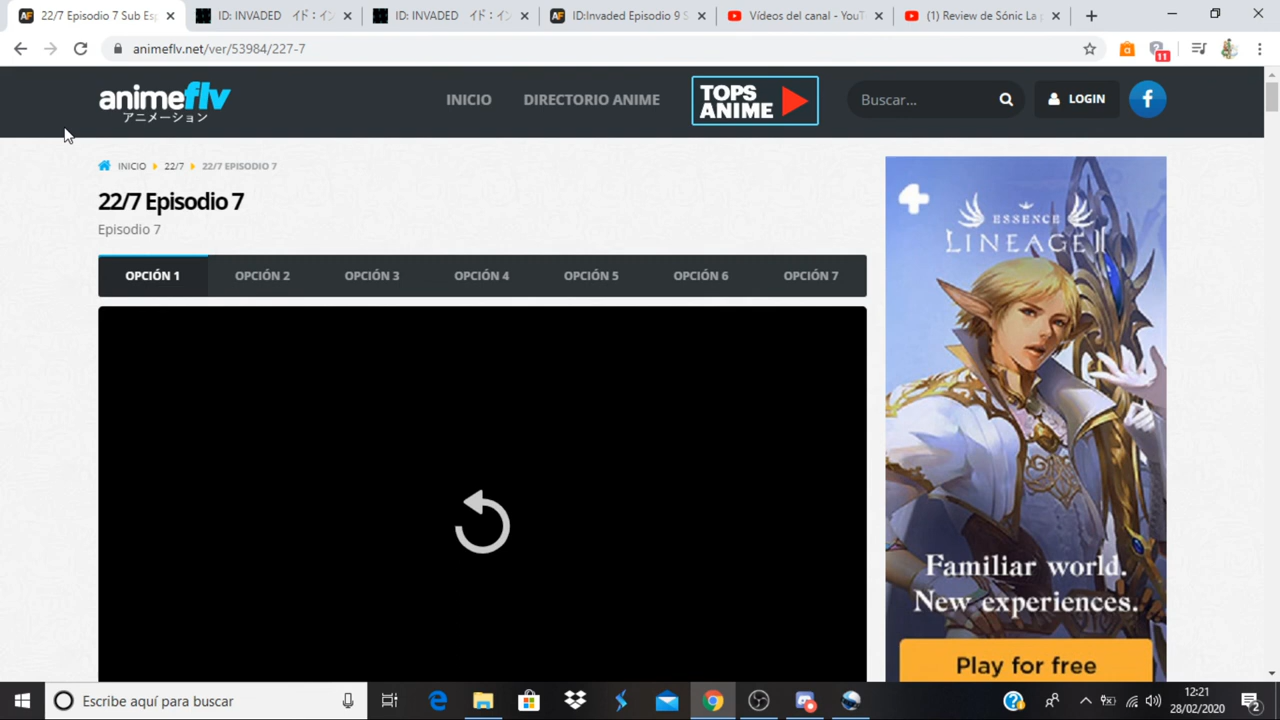 22/7 Episodio 7 Sub Es
ID: INVADED イド：イン
ID: INVADED イド：イン
ID:Invaded Episodio 9 S
Vídeos del canal - YouT
(1) Review de Sónic La
animeflv.net/ver/53984/227-7
11
animeflv
アニメーション
INICIO
DIRECTORIO ANIME
TOPS
ANIME
Buscar...
LOGIN
INICIO 22/7 22/7 EPISODIO 7
22/7 Episodio 7
Episodio 7
OPCIÓN 1
OPCIÓN 2
OPCIÓN 3
OPCIÓN 4
OPCIÓN 5
OPCIÓN 6
OPCIÓN 7
ESSENCE
LINEAGE II
Familiar world.
New experiences.
Play for free
Escribe aquí para buscar
12:21
28/02/2020
2